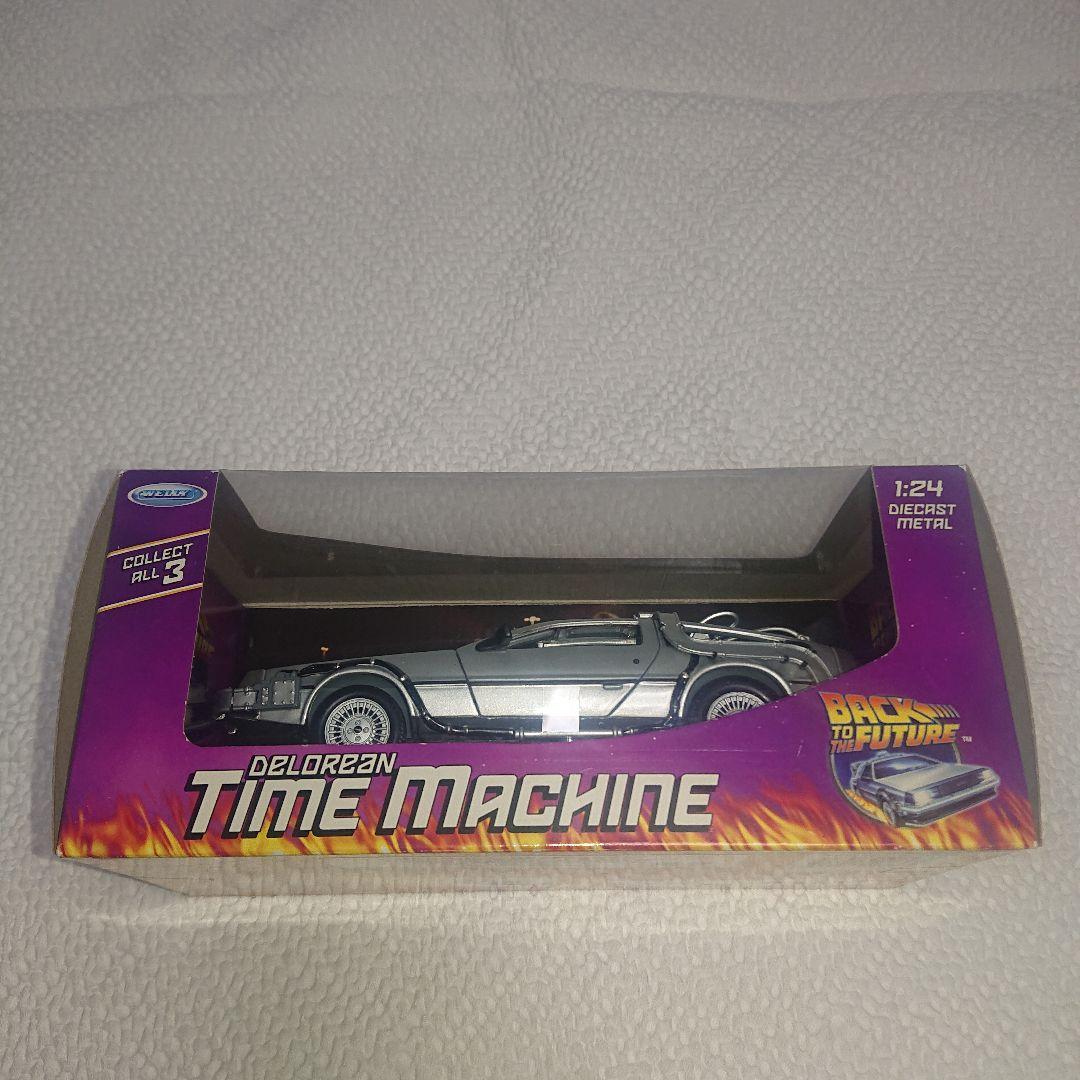 WELLY
COLLECT
ALL 3
1:24
DIECAST
METAL
DELOREAN
TIME MACHINE
BACK
TO THE FUTURE ™